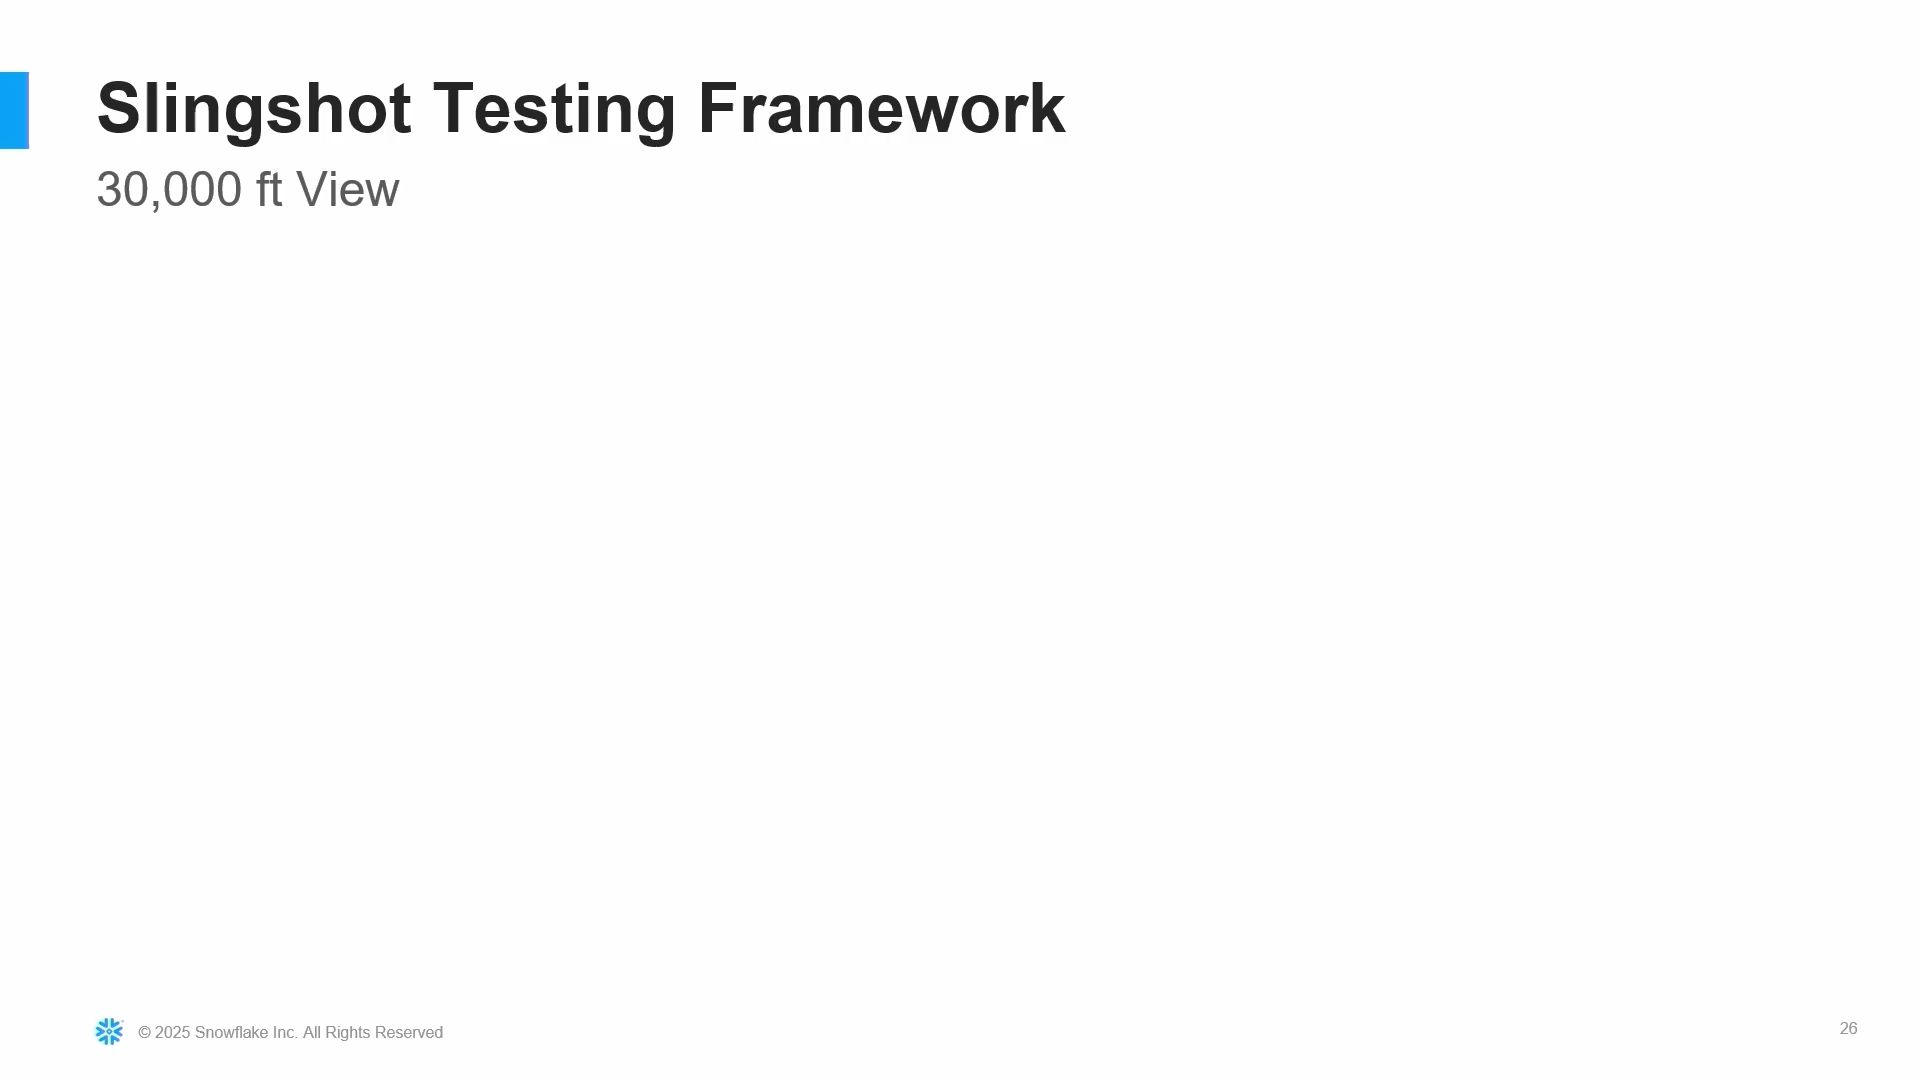 Slingshot Testing Framework
30,000 ft View
© 2025 Snowflake Inc. All Rights Reserved
26